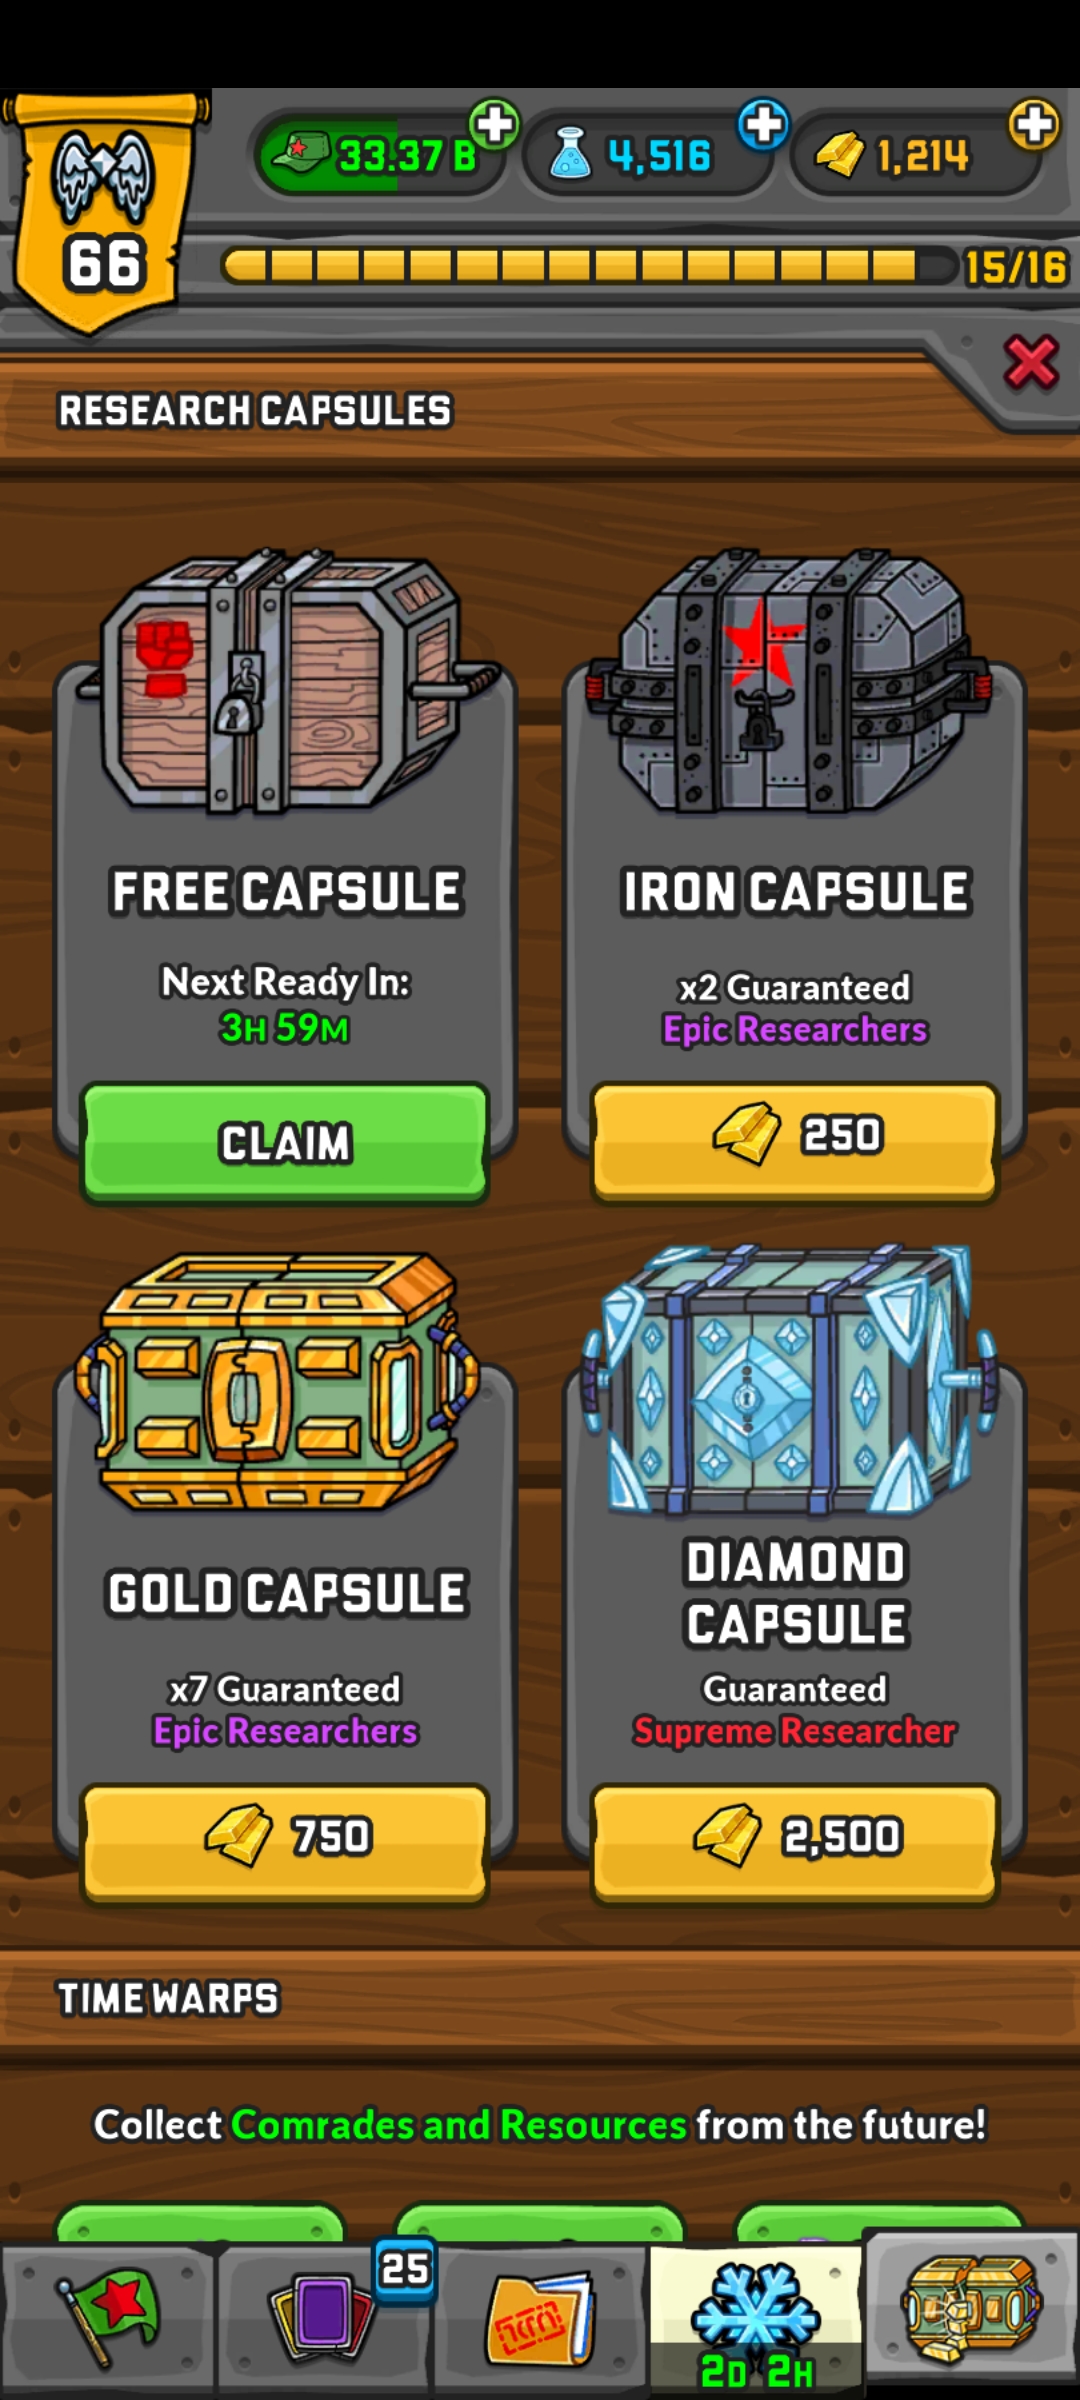 33.37 B
4,516
1,214
66
15/16
RESEARCH CAPSULES
FREE CAPSULE
Next Ready In:
3H 59M
CLAIM
IRON CAPSULE
x2 Guaranteed
Epic Researchers
250
GOLD CAPSULE
x7 Guaranteed
Epic Researchers
750
DIAMOND
CAPSULE
Guaranteed
Supreme Researcher
2,500
TIME WARPS
Collect Comrades and Resources from the future!
25
2D 2H